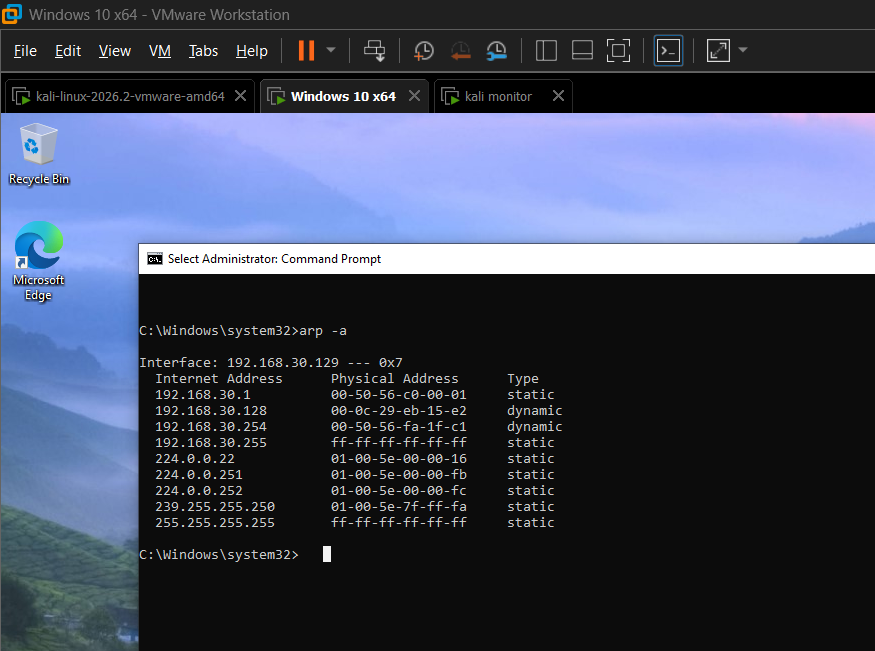 Windows 10 x64 - VMware Workstation
File Edit View VM Tabs Help
kali-linux-2026.2-vmware-amd64 Windows 10 x64 kali monitor
Recycle Bin
Microsoft
Edge
Select Administrator: Command Prompt
C:\Windows\system32>arp -a
Interface: 192.168.30.129 --- 0x7
Internet Address Physical Address Type
192.168.30.1 00-50-56-c0-00-01 static
192.168.30.128 00-0c-29-eb-15-e2 dynamic
192.168.30.254 00-50-56-fa-1f-c1 dynamic
192.168.30.255 ff-ff-ff-ff-ff-ff static
224.0.0.22 01-00-5e-00-00-16 static
224.0.0.251 01-00-5e-00-00-fb static
224.0.0.252 01-00-5e-00-00-fc static
239.255.255.250 01-00-5e-7f-ff-fa static
255.255.255.255 ff-ff-ff-ff-ff-ff static
C:\Windows\system32>